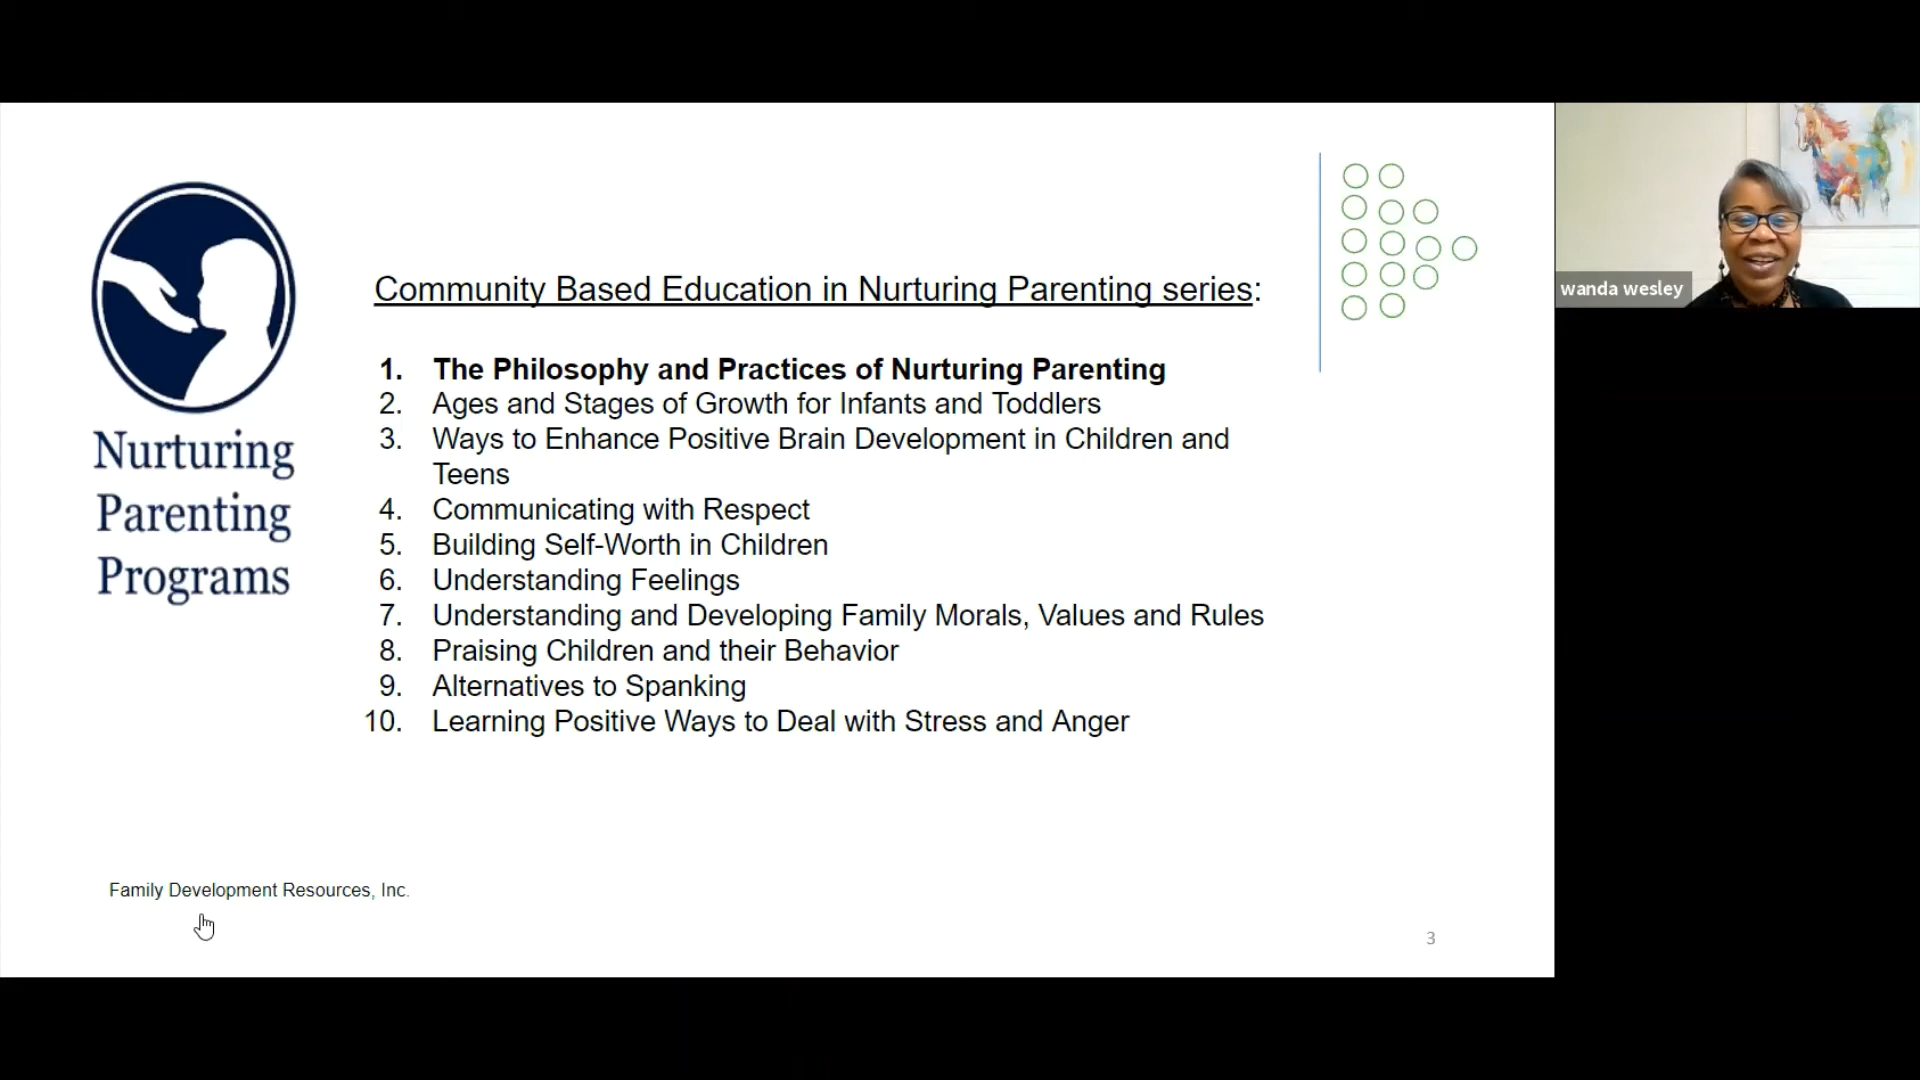 Nurturing
Parenting
Programs
Community Based Education in Nurturing Parenting series:
1. The Philosophy and Practices of Nurturing Parenting
2. Ages and Stages of Growth for Infants and Toddlers
3. Ways to Enhance Positive Brain Development in Children and
Teens
4. Communicating with Respect
5. Building Self-Worth in Children
6. Understanding Feelings
7. Understanding and Developing Family Morals, Values and Rules
8. Praising Children and their Behavior
9. Alternatives to Spanking
10. Learning Positive Ways to Deal with Stress and Anger
Family Development Resources, Inc.
3
wanda wesley